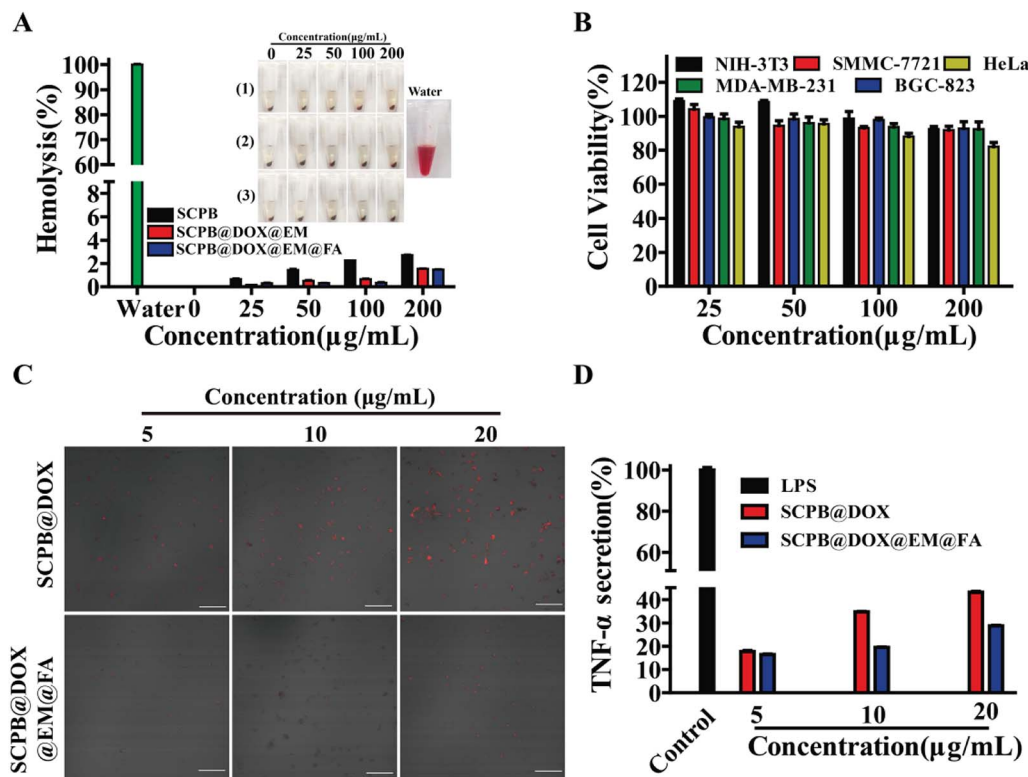 A
Hemolysis(%)
100
90
80
70
60
8
6
4
2
0
Water 0 25 50 100 200
Concentration(μg/mL)
SCPB
SCPB@DOX@EM
SCPB@DOX@EM@FA
Concentration(μg/mL)
0 25 50 100 200
(1)
(2)
(3)
Water
B
Cell Viability(%)
120
100
80
60
40
20
0
NIH-3T3 SMMC-7721 HeLa
MDA-MB-231 BGC-823
25 50 100 200
Concentration(μg/mL)
C
Concentration (μg/mL)
5 10 20
SCPB@DOX
SCPB@DOX
@EM@FA
D
TNF-α secretion(%)
100
80
60
40
30
20
10
0
LPS
SCPB@DOX
SCPB@DOX@EM@FA
Control 5 10 20
Concentration(μg/mL)